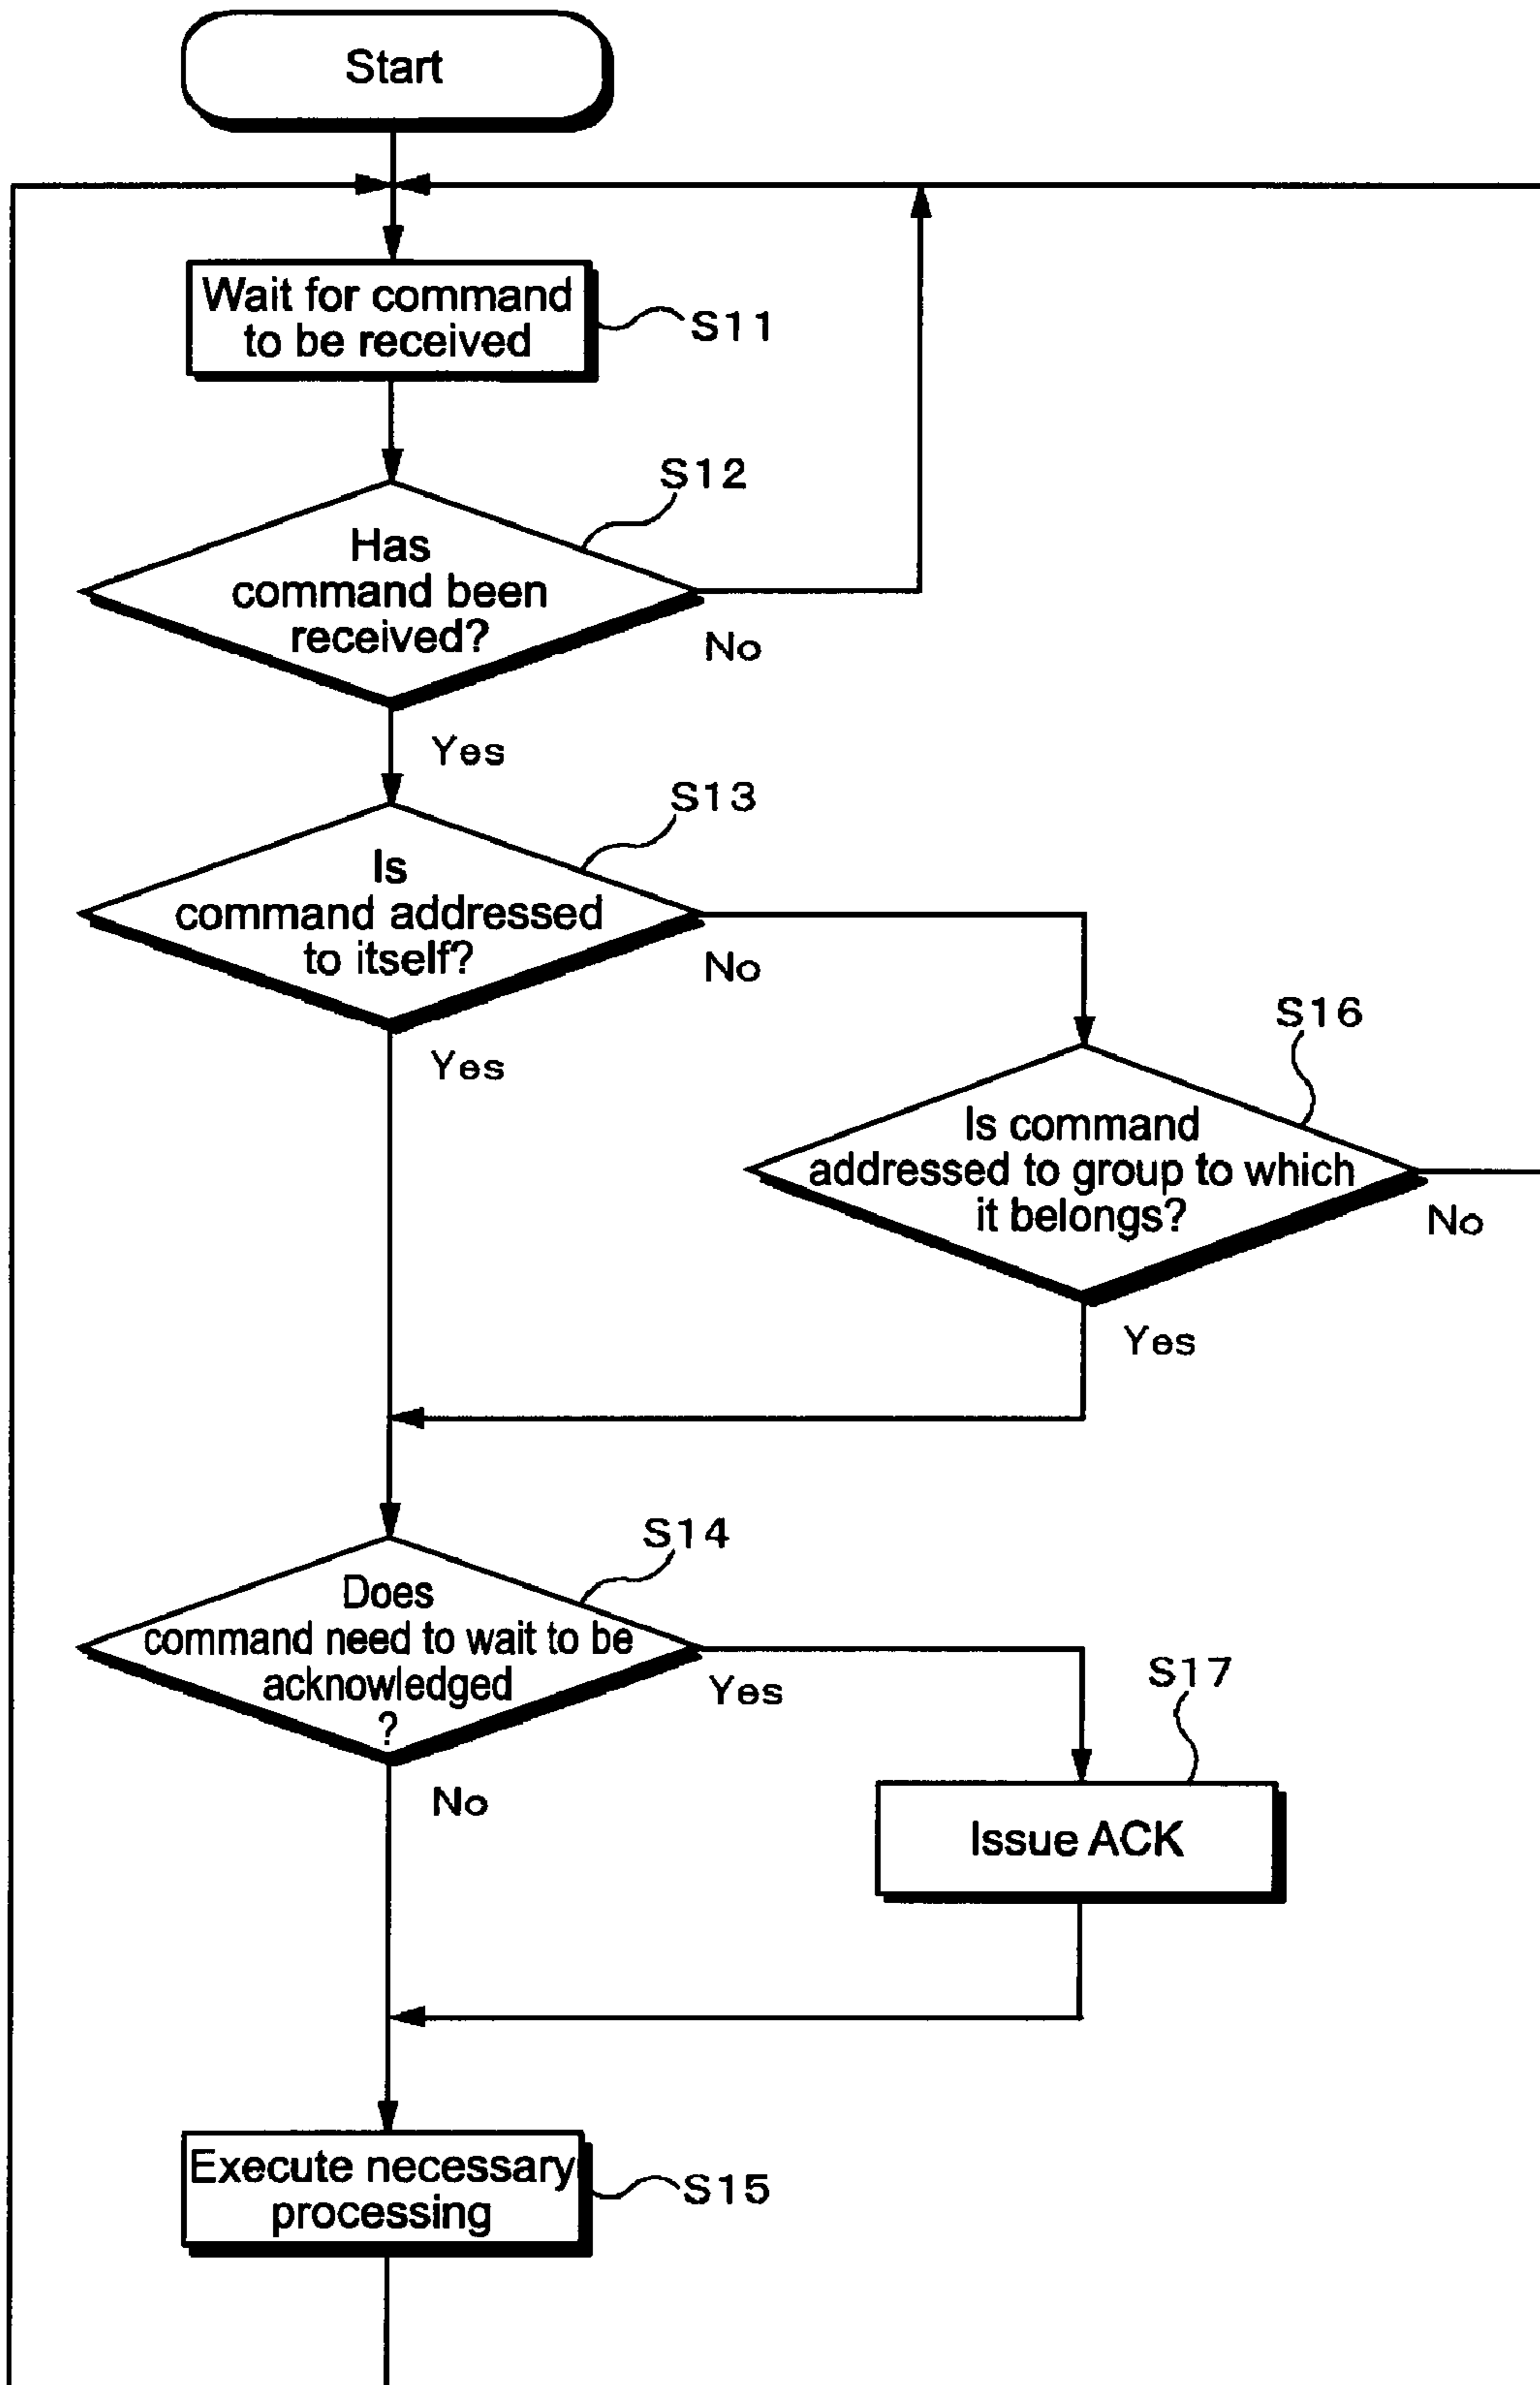 Start
Wait for command
to be received
S11
S12
Has
command been
received?
No
Yes
S13
Is
command addressed
to itself?
No
Yes
S16
Is command
addressed to group to which
it belongs?
No
Yes
S14
Does
command need to wait to be
acknowledged
?
Yes
No
S17
Issue ACK
Execute necessary
processing
S15